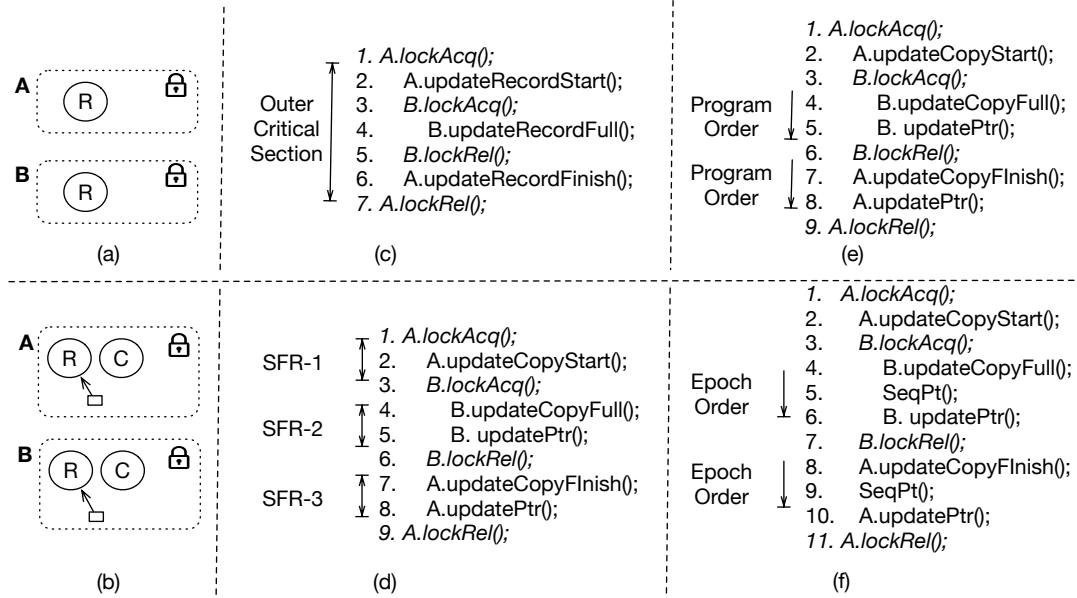 A
R
B
R
(a)
Outer
Critical
Section
1. A.lockAcq();
2. A.updateRecordStart();
3. B.lockAcq();
4. B.updateRecordFull();
5. B.lockRel();
6. A.updateRecordFinish();
7. A.lockRel();
(c)
Program
Order
Program
Order
1. A.lockAcq();
2. A.updateCopyStart();
3. B.lockAcq();
4. B.updateCopyFull();
5. B. updatePtr();
6. B.lockRel();
7. A.updateCopyFInish();
8. A.updatePtr();
9. A.lockRel();
(e)
A
R C
B
R C
(b)
SFR-1
SFR-2
SFR-3
1. A.lockAcq();
2. A.updateCopyStart();
3. B.lockAcq();
4. B.updateCopyFull();
5. B. updatePtr();
6. B.lockRel();
7. A.updateCopyFInish();
8. A.updatePtr();
9. A.lockRel();
(d)
Epoch
Order
Epoch
Order
1. A.lockAcq();
2. A.updateCopyStart();
3. B.lockAcq();
4. B.updateCopyFull();
5. SeqPt();
6. B. updatePtr();
7. B.lockRel();
8. A.updateCopyFInish();
9. SeqPt();
10. A.updatePtr();
11. A.lockRel();
(f)